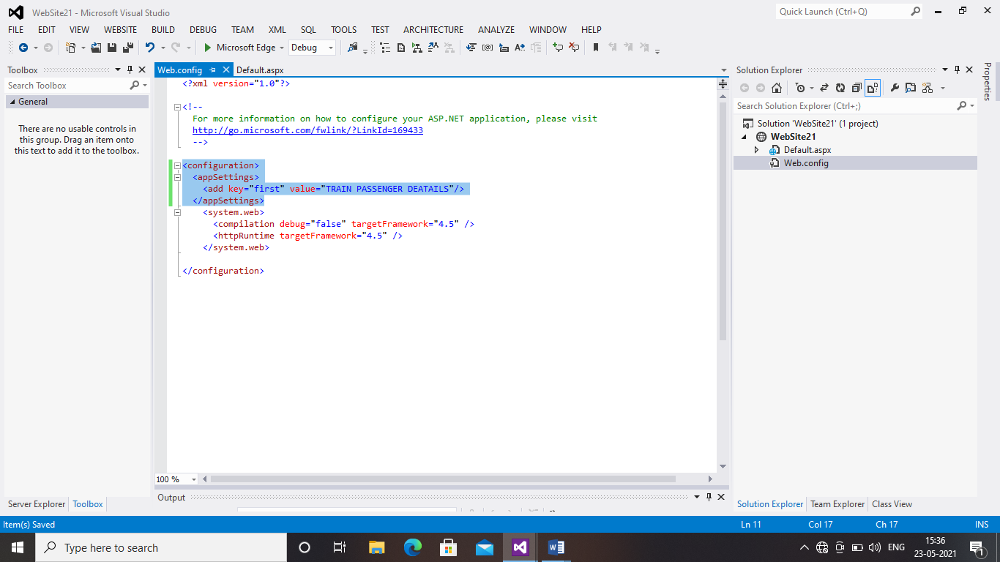 WebSite21 - Microsoft Visual Studio
Quick Launch (Ctrl+Q)
FILE EDIT VIEW WEBSITE BUILD DEBUG TEAM XML SQL TOOLS TEST ARCHITECTURE ANALYZE WINDOW HELP
Microsoft Edge Debug
Toolbox
Search Toolbox
General
There are no usable controls in
this group. Drag an item onto
this text to add it to the toolbox.
Server Explorer Toolbox
Web.config Default.aspx
<?xml version="1.0"?>
<!--
For more information on how to configure your ASP.NET application, please visit
http://go.microsoft.com/fwlink/?LinkId=169433
-->
<configuration>
<appSettings>
<add key="first" value="TRAIN PASSENGER DEATAILS"/>
</appSettings>
<system.web>
<compilation debug="false" targetFramework="4.5" />
<httpRuntime targetFramework="4.5" />
</system.web>
</configuration>
100 %
Output
Solution Explorer
Search Solution Explorer (Ctrl+;)
Solution 'WebSite21' (1 project)
WebSite21
Default.aspx
Web.config
Solution Explorer Team Explorer Class View
Properties
Item(s) Saved Ln 11 Col 17 Ch 17 INS
Type here to search
ENG
15:36
23-05-2021
1